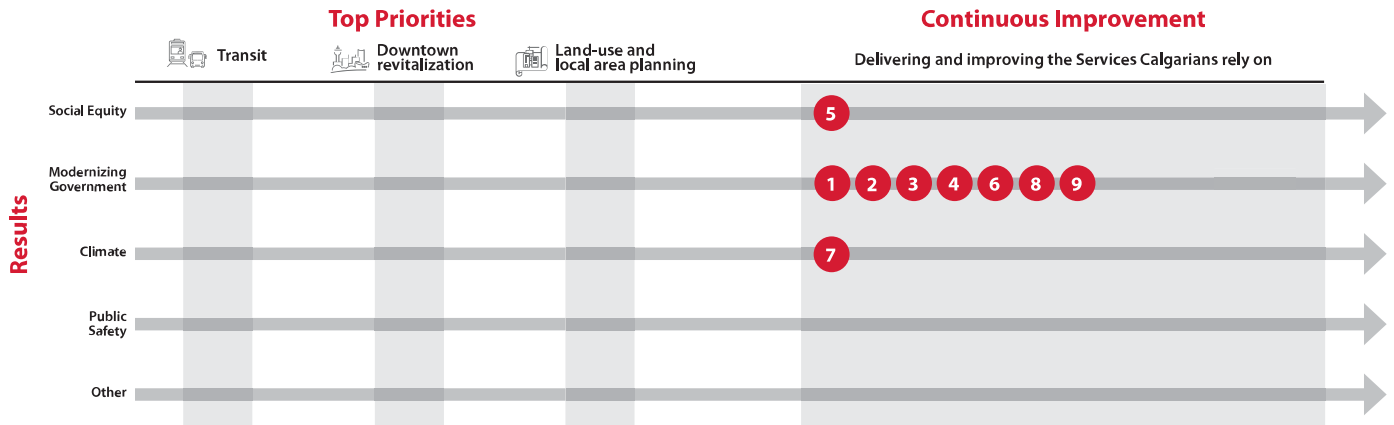 Top Priorities
Continuous Improvement
Transit
Downtown
revitalization
Land-use and
local area planning
Delivering and improving the Services Calgarians rely on
Results
Social Equity
5
Modernizing
Government
1 2 3 4 6 8 9
Climate
7
Public
Safety
Other